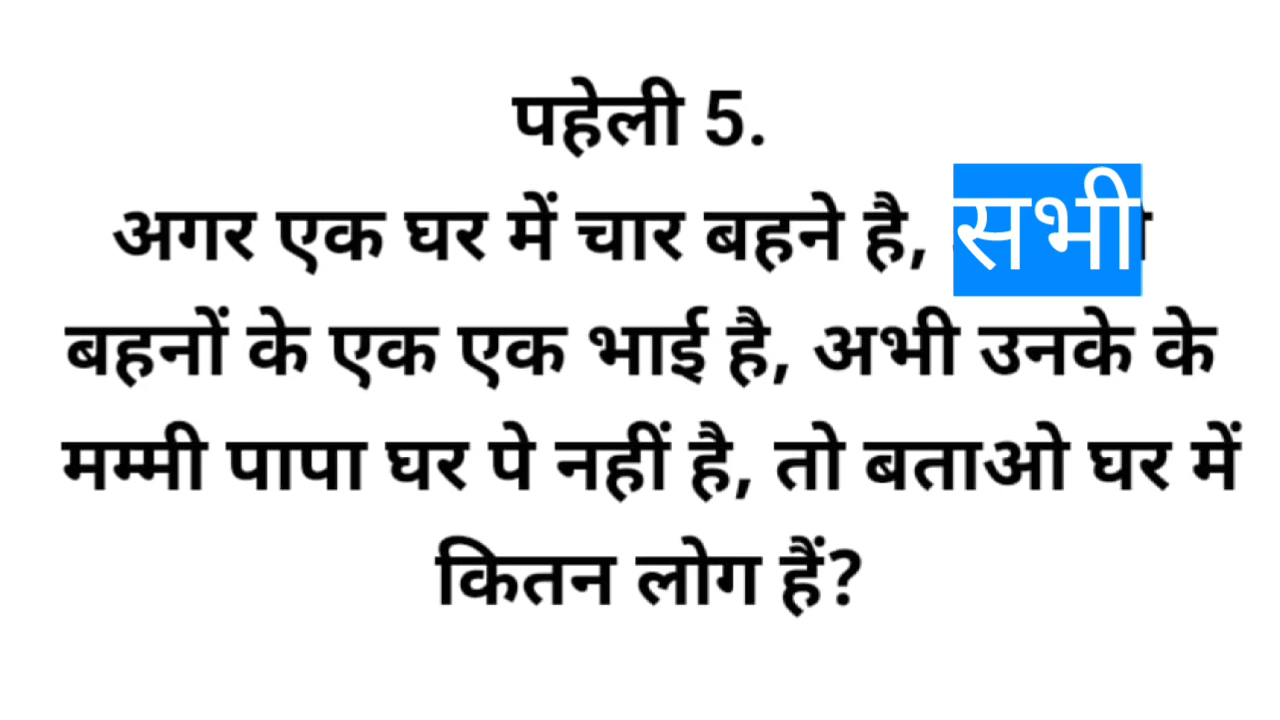 पहेली 5.
अगर एक घर में चार बहने है, सभी
बहनों के एक एक भाई है, अभी उनके के
मम्मी पापा घर पे नहीं है, तो बताओ घर में
कितन लोग हैं?